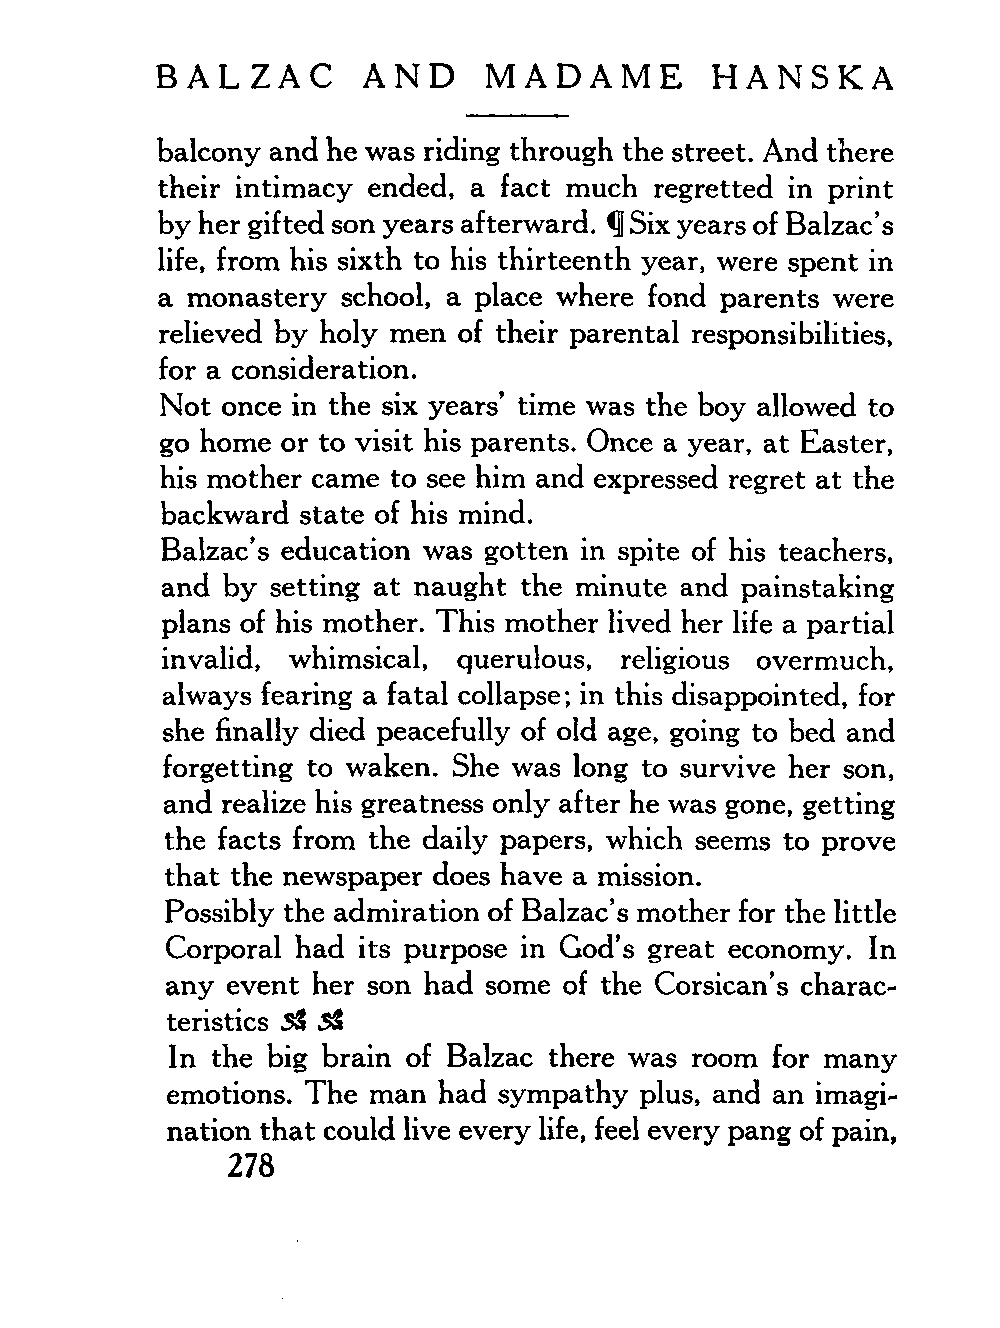 BALZAC AND MADAME HANSKA
balcony and he was riding through the street. And there
their intimacy ended, a fact much regretted in print
by her gifted son years afterward. ¶ Six years of Balzac's
life, from his sixth to his thirteenth year, were spent in
a monastery school, a place where fond parents were
relieved by holy men of their parental responsibilities,
for a consideration.
Not once in the six years' time was the boy allowed to
go home or to visit his parents. Once a year, at Easter,
his mother came to see him and expressed regret at the
backward state of his mind.
Balzac's education was gotten in spite of his teachers,
and by setting at naught the minute and painstaking
plans of his mother. This mother lived her life a partial
invalid, whimsical, querulous, religious overmuch,
always fearing a fatal collapse; in this disappointed, for
she finally died peacefully of old age, going to bed and
forgetting to waken. She was long to survive her son,
and realize his greatness only after he was gone, getting
the facts from the daily papers, which seems to prove
that the newspaper does have a mission.
Possibly the admiration of Balzac's mother for the little
Corporal had its purpose in God's great economy. In
any event her son had some of the Corsican's charac-
teristics
In the big brain of Balzac there was room for many
emotions. The man had sympathy plus, and an imagi-
nation that could live every life, feel every pang of pain,
278